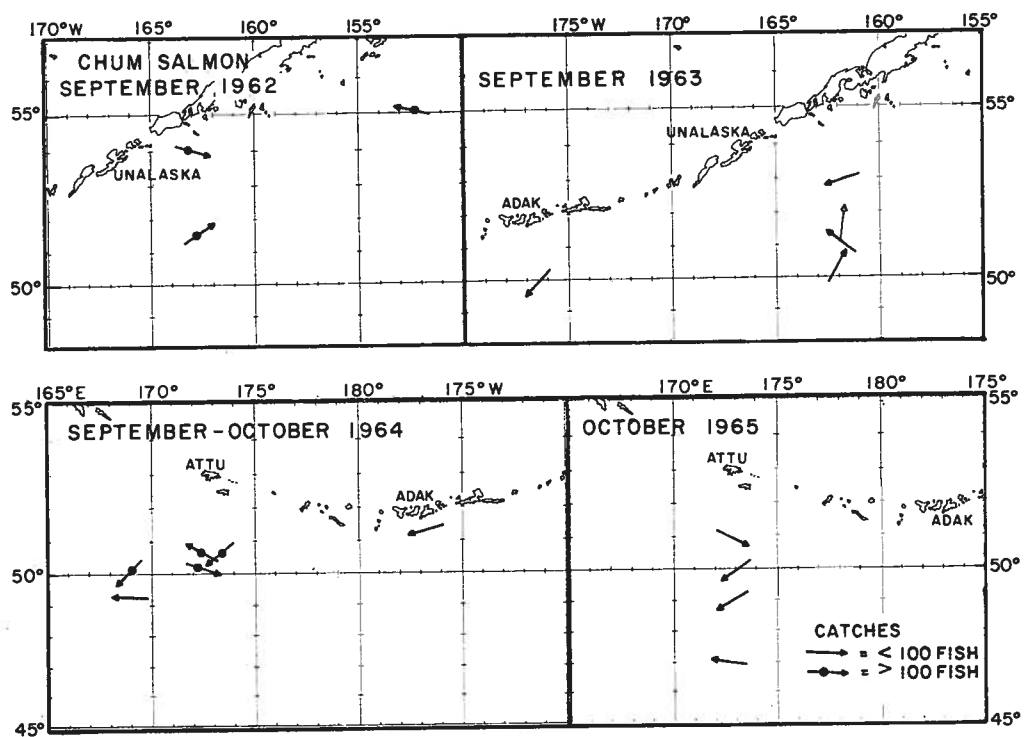 170°W 165° 160° 155°
175°W 170° 165° 160° 155°
CHUM SALMON
SEPTEMBER 1962
SEPTEMBER 1963
55°
55°
UNALASKA
UNALASKA
ADAK
50°
50°
165°E 170° 175° 180° 175°W
170°E 175° 180° 175°
55°
55°
SEPTEMBER-OCTOBER 1964
OCTOBER 1965
ATTU
ATTU
ADAK
ADAK
50°
50°
CATCHES
= < 100 FISH
= > 100 FISH
45°
45°